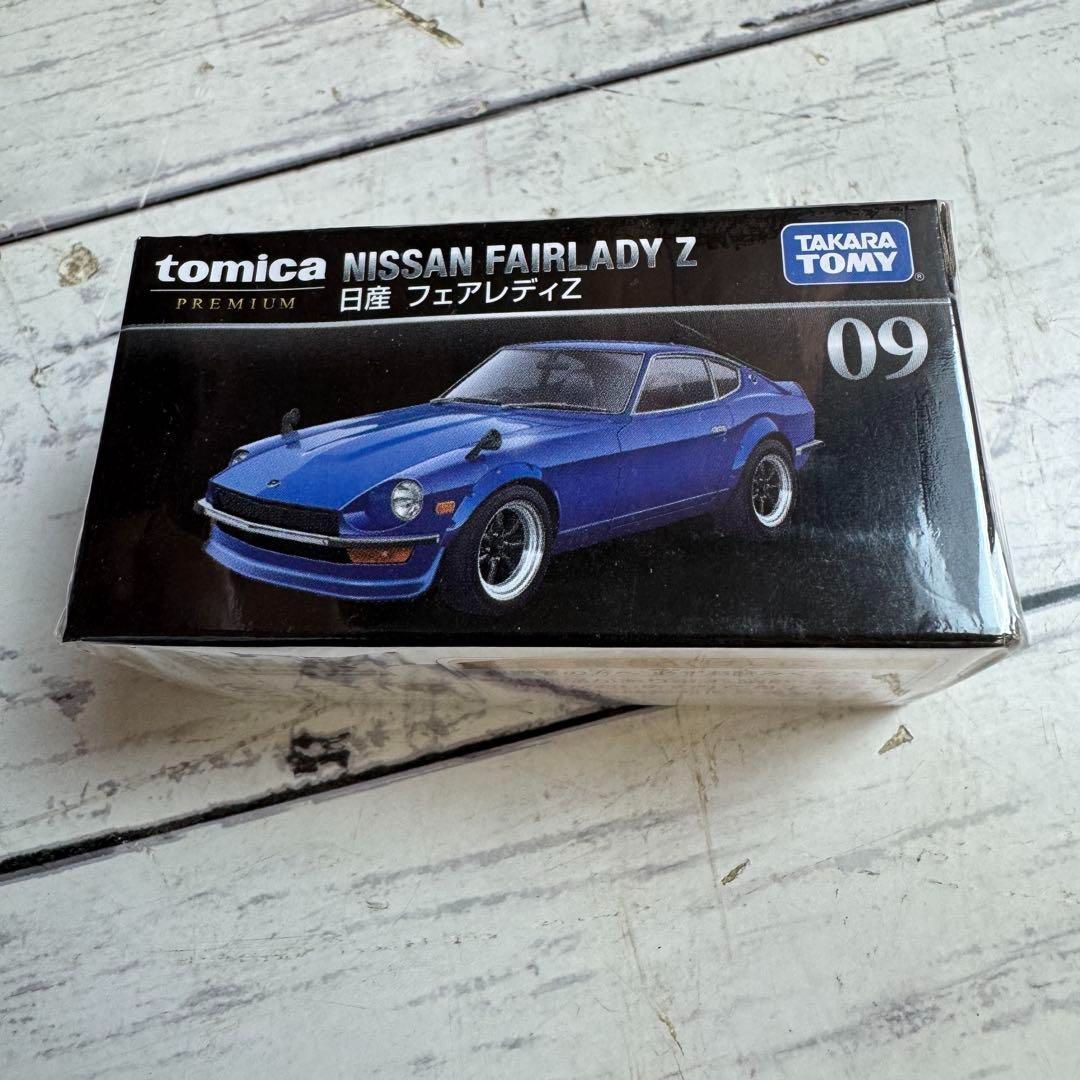 tomica NISSAN FAIRLADY Z
PREMIUM 日産 フェアレディZ
TAKARA
TOMY
®
09